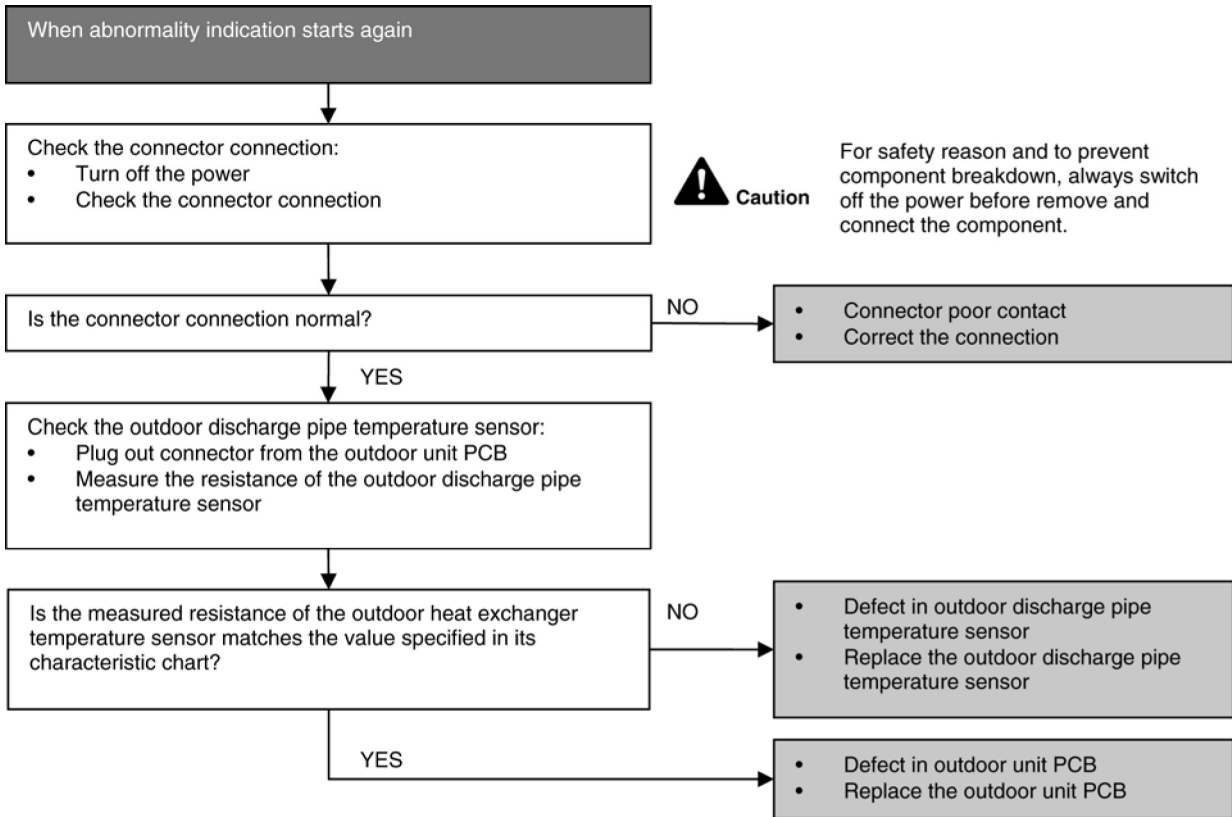 When abnormality indication starts again
Check the connector connection:
• Turn off the power
• Check the connector connection
Caution
For safety reason and to prevent
component breakdown, always switch
off the power before remove and
connect the component.
Is the connector connection normal?
NO
• Connector poor contact
• Correct the connection
YES
Check the outdoor discharge pipe temperature sensor:
• Plug out connector from the outdoor unit PCB
• Measure the resistance of the outdoor discharge pipe
temperature sensor
Is the measured resistance of the outdoor heat exchanger
temperature sensor matches the value specified in its
characteristic chart?
NO
• Defect in outdoor discharge pipe
temperature sensor
• Replace the outdoor discharge pipe
temperature sensor
YES
• Defect in outdoor unit PCB
• Replace the outdoor unit PCB